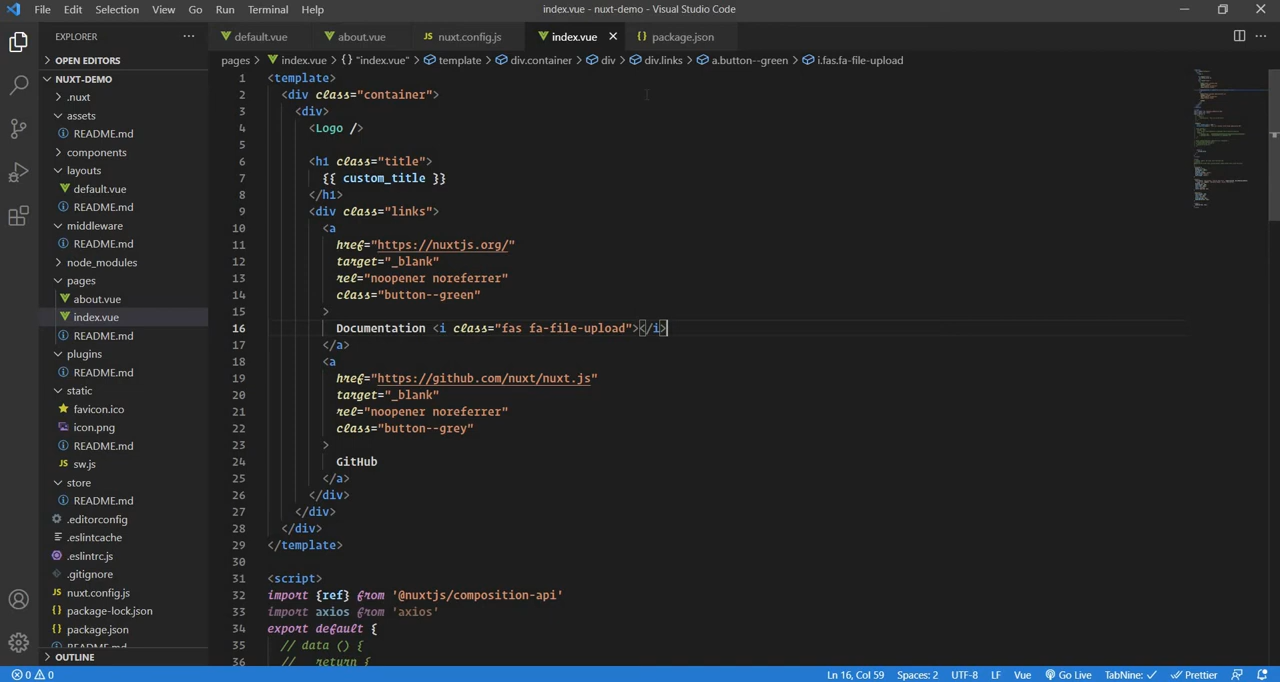 File Edit Selection View Go Run Terminal Help
index.vue - nuxt-demo - Visual Studio Code
EXPLORER
OPEN EDITORS
NUXT-DEMO
.nuxt
assets
README.md
components
layouts
default.vue
README.md
middleware
README.md
node_modules
pages
about.vue
index.vue
README.md
plugins
README.md
static
favicon.ico
icon.png
README.md
JS sw.js
store
README.md
.editorconfig
.eslintcache
.eslintrc.js
.gitignore
JS nuxt.config.js
{} package-lock.json
{} package.json
README.md
OUTLINE
default.vue about.vue JS nuxt.config.js index.vue {} package.json
pages > index.vue > {} "index.vue" > template > div.container > div > div.links > a.button--green > i.fas.fa-file-upload
1 <template>
2 <div class="container">
3 <div>
4 <Logo />
5
6 <h1 class="title">
7 {{ custom_title }}
8 </h1>
9 <div class="links">
10 <a
11 href="https://nuxtjs.org/"
12 target="_blank"
13 rel="noopener noreferrer"
14 class="button--green"
15 >
16 Documentation <i class="fas fa-file-upload"></i>
17 </a>
18 <a
19 href="https://github.com/nuxt/nuxt.js"
20 target="_blank"
21 rel="noopener noreferrer"
22 class="button--grey"
23 >
24 GitHub
25 </a>
26 </div>
27 </div>
28 </div>
29 </template>
30
31 <script>
32 import {ref} from '@nuxtjs/composition-api'
33 import axios from 'axios'
34 export default {
35 // data () {
36 // return {
0 0
Ln 16, Col 59 Spaces: 2 UTF-8 LF Vue Go Live TabNine: Prettier